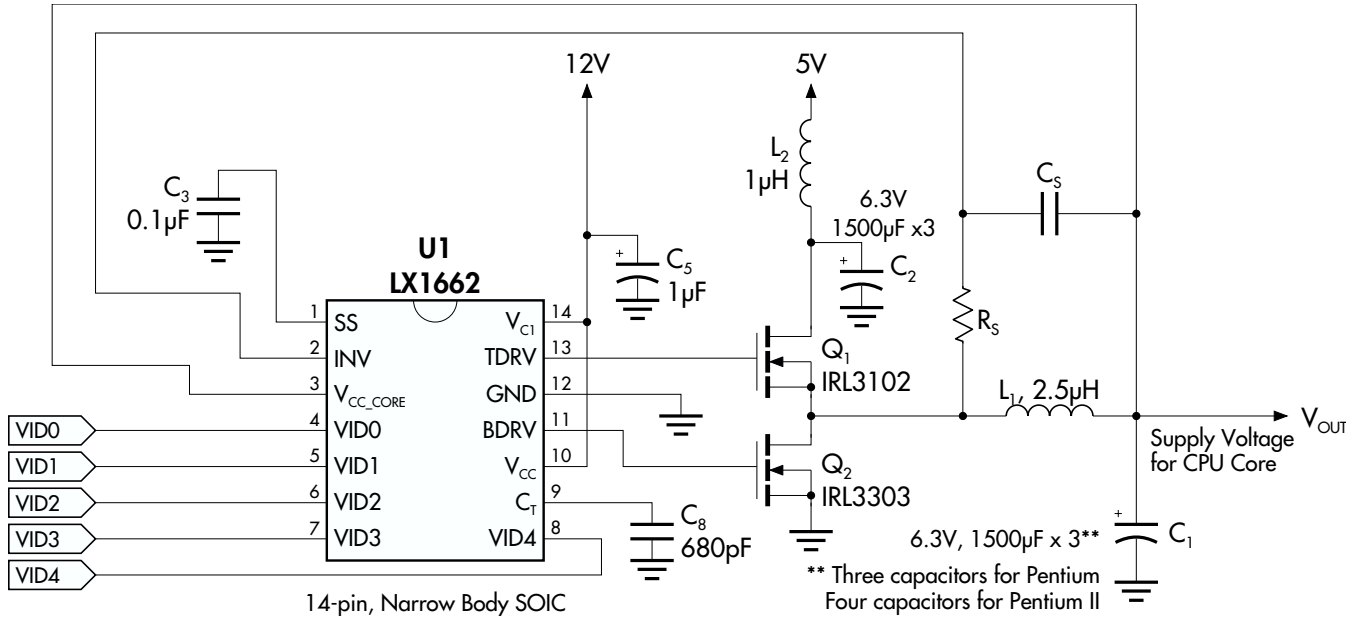 12V
5V
L2
1µH
CS
C3
0.1µF
6.3V
1500µF x3
U1
LX1662
+
C5
1µF
+
C2
RS
1
SS
VC1
14
2
INV
TDRV
13
Q1
IRL3102
3
VCC_CORE
GND
12
L1, 2.5µH
VID0
4
VID0
BDRV
11
VOUT
Supply Voltage
for CPU Core
VID1
5
VID1
VCC
10
Q2
IRL3303
VID2
6
VID2
CT
9
C8
680pF
VID3
7
VID3
VID4
8
+
6.3V, 1500µF x 3**
C1
VID4
** Three capacitors for Pentium
Four capacitors for Pentium II
14-pin, Narrow Body SOIC